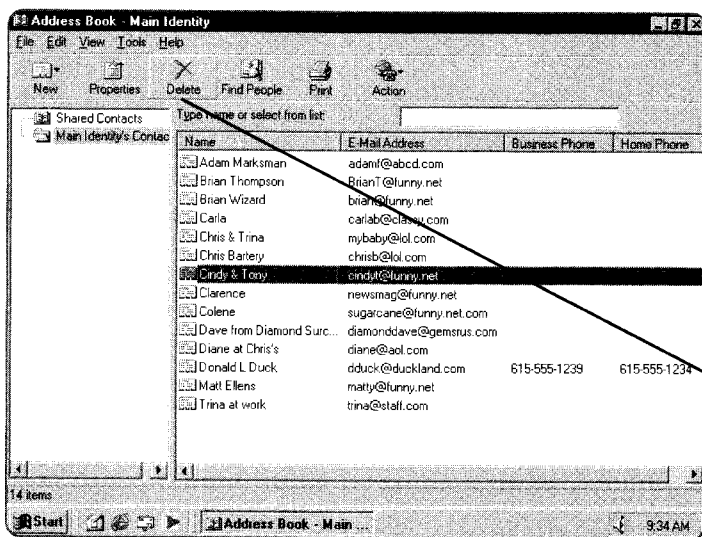 Address Book - Main Identity
File Edit View Tools Help
New Properties Delete Find People Print Action
Shared Contacts
Main Identity's Contac
Type name or select from list:
Name E-Mail Address Business Phone Home Phone
Adam Marksman adamf@abcd.com
Brian Thompson BrianT@funny.net
Brian Wizard brian@funny.net
Carla carlab@classy.com
Chris & Trina mybaby@lol.com
Chris Bartery chrisb@lol.com
Cindy & Tony cindyt@funny.net
Clarence newsmag@funny.net
Colene sugarcane@funny.net.com
Dave from Diamond Surc... diamonddave@gemsrus.com
Diane at Chris's diane@aol.com
Donald L Duck dduck@duckland.com 615-555-1239 615-555-1234
Matt Ellens matty@funny.net
Trina at work trina@staff.com
14 items
Start Address Book - Main ... 9:34 AM